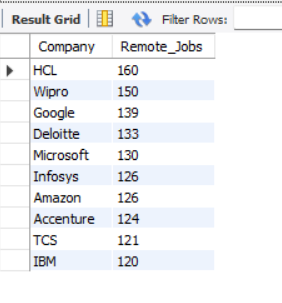 Result Grid Filter Rows:
Company Remote_Jobs
HCL 160
Wipro 150
Google 139
Deloitte 133
Microsoft 130
Infosys 126
Amazon 126
Accenture 124
TCS 121
IBM 120